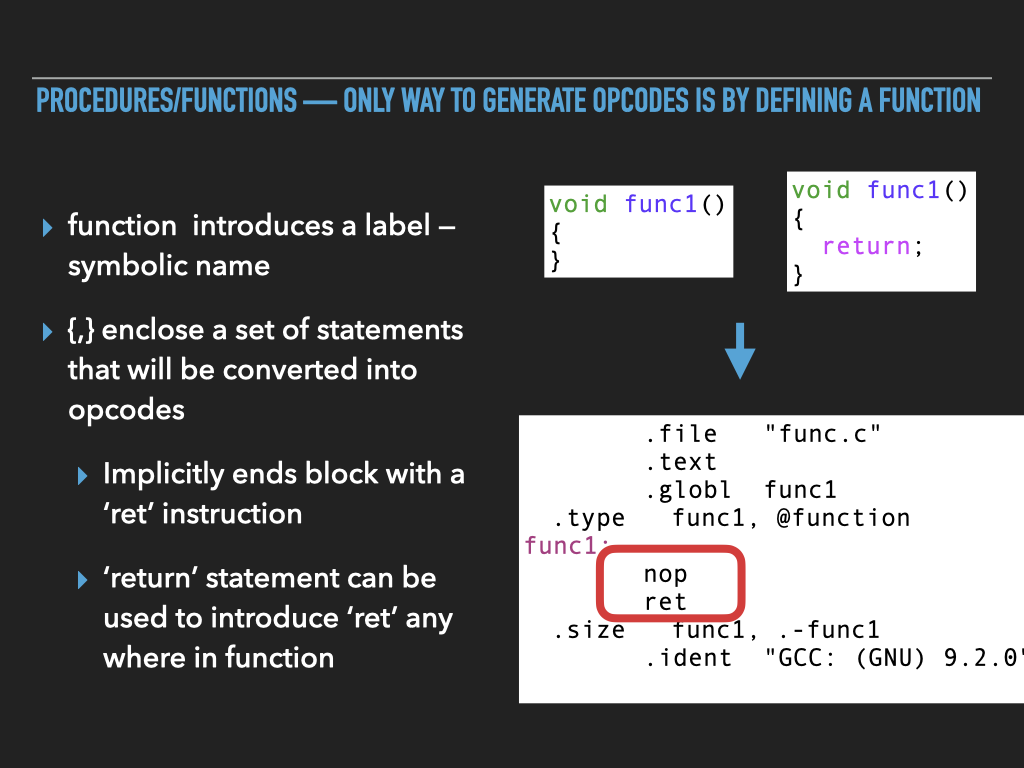 PROCEDURES/FUNCTIONS — ONLY WAY TO GENERATE OPCODES IS BY DEFINING A FUNCTION
function  introduces a label –
symbolic name
{,} enclose a set of statements
that will be converted into
opcodes
Implicitly ends block with a
‘ret’ instruction
‘return’ statement can be
used to introduce ‘ret’ any
where in function
void func1()
{
}
void func1()
{
  return;
}
        .file   "func.c"
        .text
        .globl  func1
  .type   func1, @function
func1:
        nop
        ret
  .size   func1, .-func1
        .ident  "GCC: (GNU) 9.2.0"